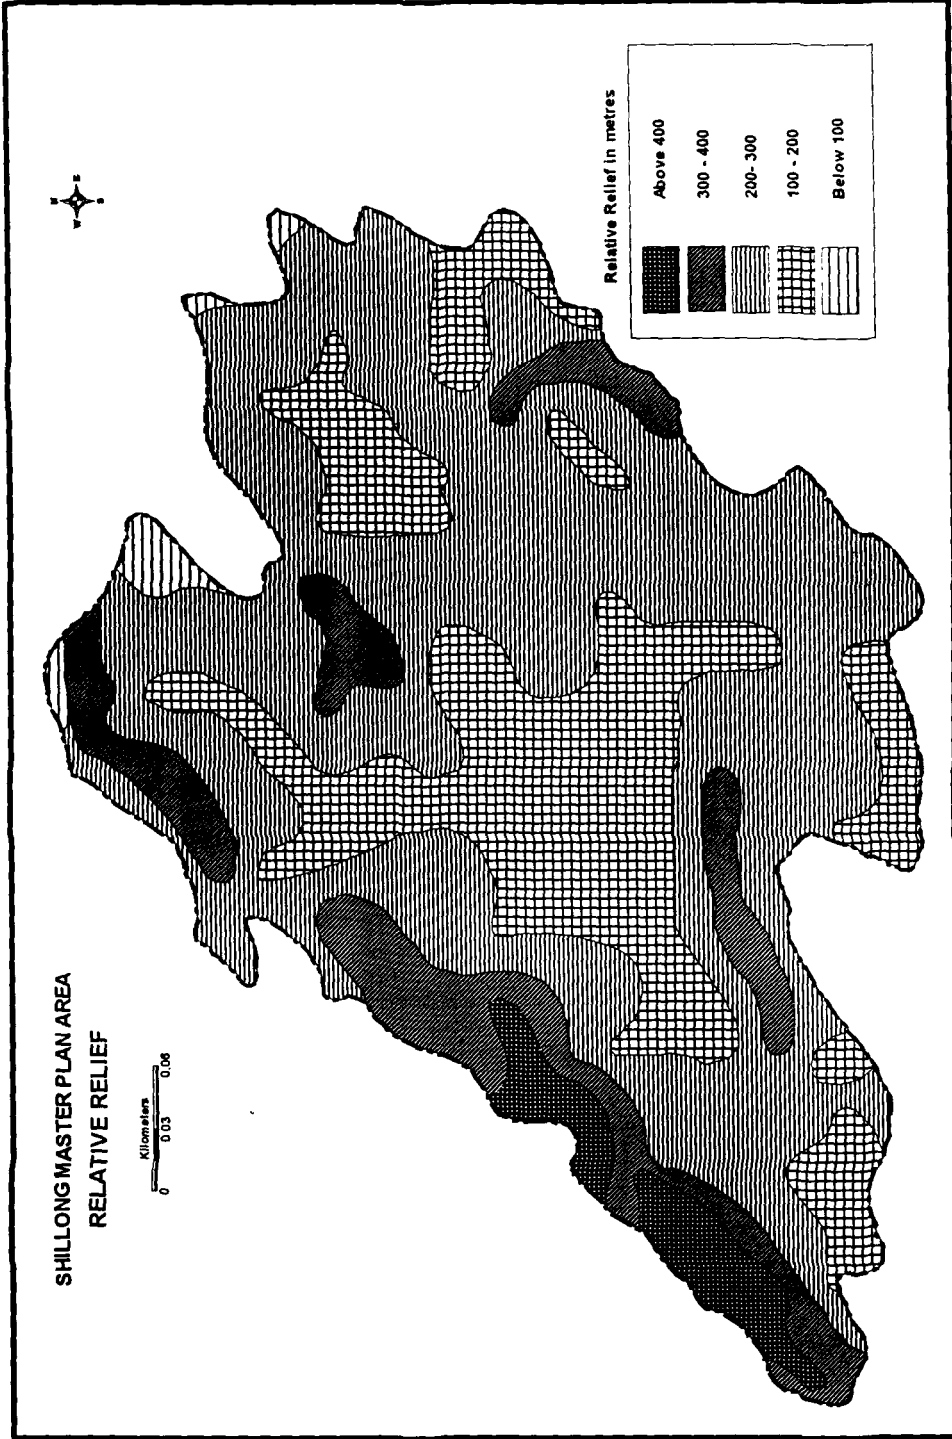 SHILLONG MASTER PLAN AREA
RELATIVE RELIEF
Kilometers
0 0.03 0.06
N
W E
S
Relative Relief in metres
Above 400
300 - 400
200- 300
100 - 200
Below 100